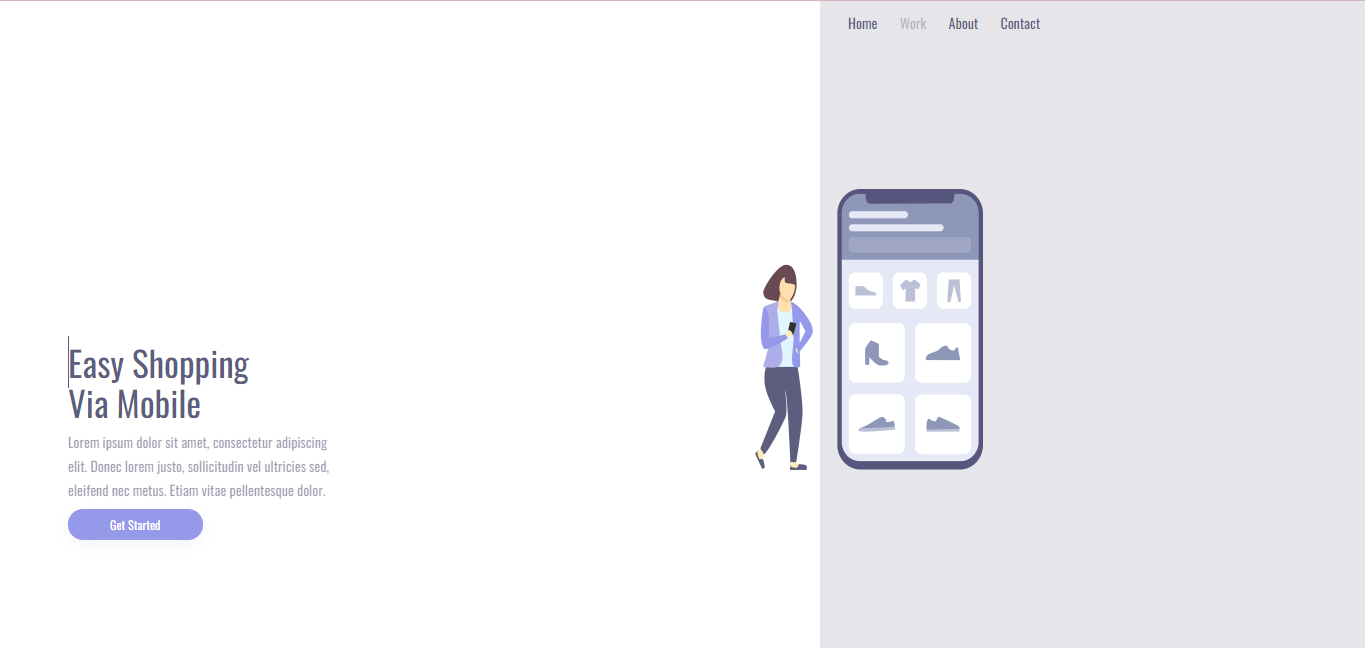 Home Work About Contact
Easy Shopping
Via Mobile
Lorem ipsum dolor sit amet, consectetur adipiscing
elit. Donec lorem justo, sollicitudin vel ultricies sed,
eleifend nec metus. Etiam vitae pellentesque dolor.
Get Started